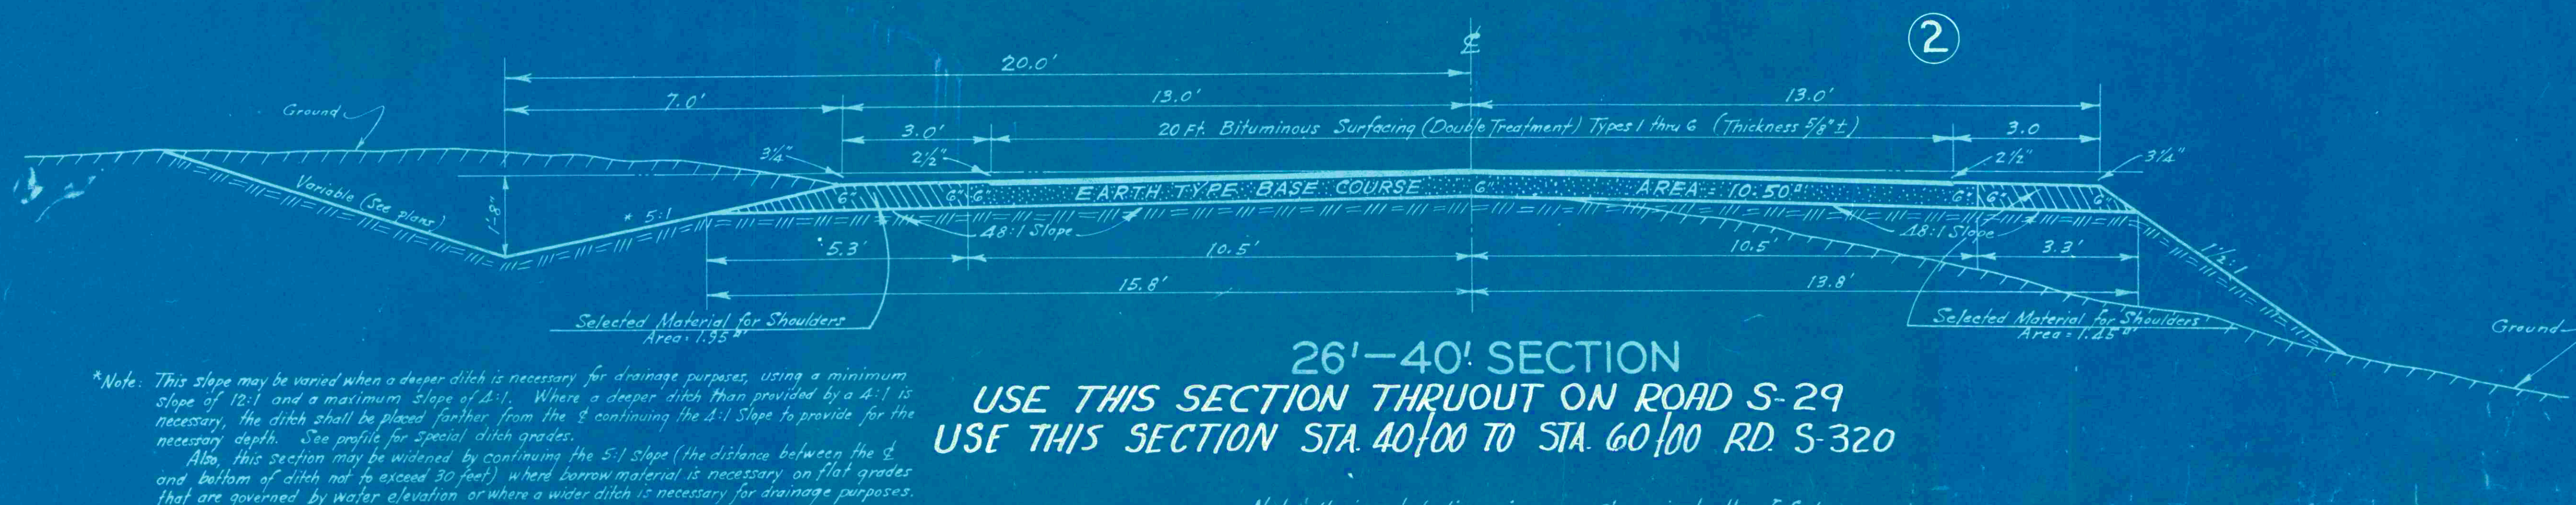 2
℄
20.0'
7.0'
13.0'
13.0'
Ground
3.0'
20 Ft. Bituminous Surfacing (Double Treatment) Types 1 thru 6 (Thickness 5/8"±)
3.0
3¼"
2½"
2½"
3¼"
Variable (See plans)
1'-8"
* 5:1
6"
6"
6"
EARTH TYPE BASE COURSE
6"
AREA = 10.50□'
6"
6"
6"
48:1 Slope
48:1 Slope
5.3'
10.5'
10.5'
3.3'
1½:1
15.8'
13.8'
Selected Material for Shoulders
Area = 1.95□'
Selected Material for Shoulders
Area = 1.45□'
Ground
26'-40' SECTION
USE THIS SECTION THRUOUT ON ROAD S-29
USE THIS SECTION STA. 40+00 TO STA. 60+00 RD. S-320
*Note: This slope may be varied when a deeper ditch is necessary for drainage purposes, using a minimum
slope of 12:1 and a maximum slope of 4:1. Where a deeper ditch than provided by a 4:1 is
necessary, the ditch shall be placed farther from the ℄ continuing the 4:1 Slope to provide for the
necessary depth. See profile for special ditch grades.
Also, this section may be widened by continuing the 5:1 slope (the distance between the ℄
and bottom of ditch not to exceed 30 feet) where borrow material is necessary on flat grades
that are governed by water elevation or where a wider ditch is necessary for drainage purposes.